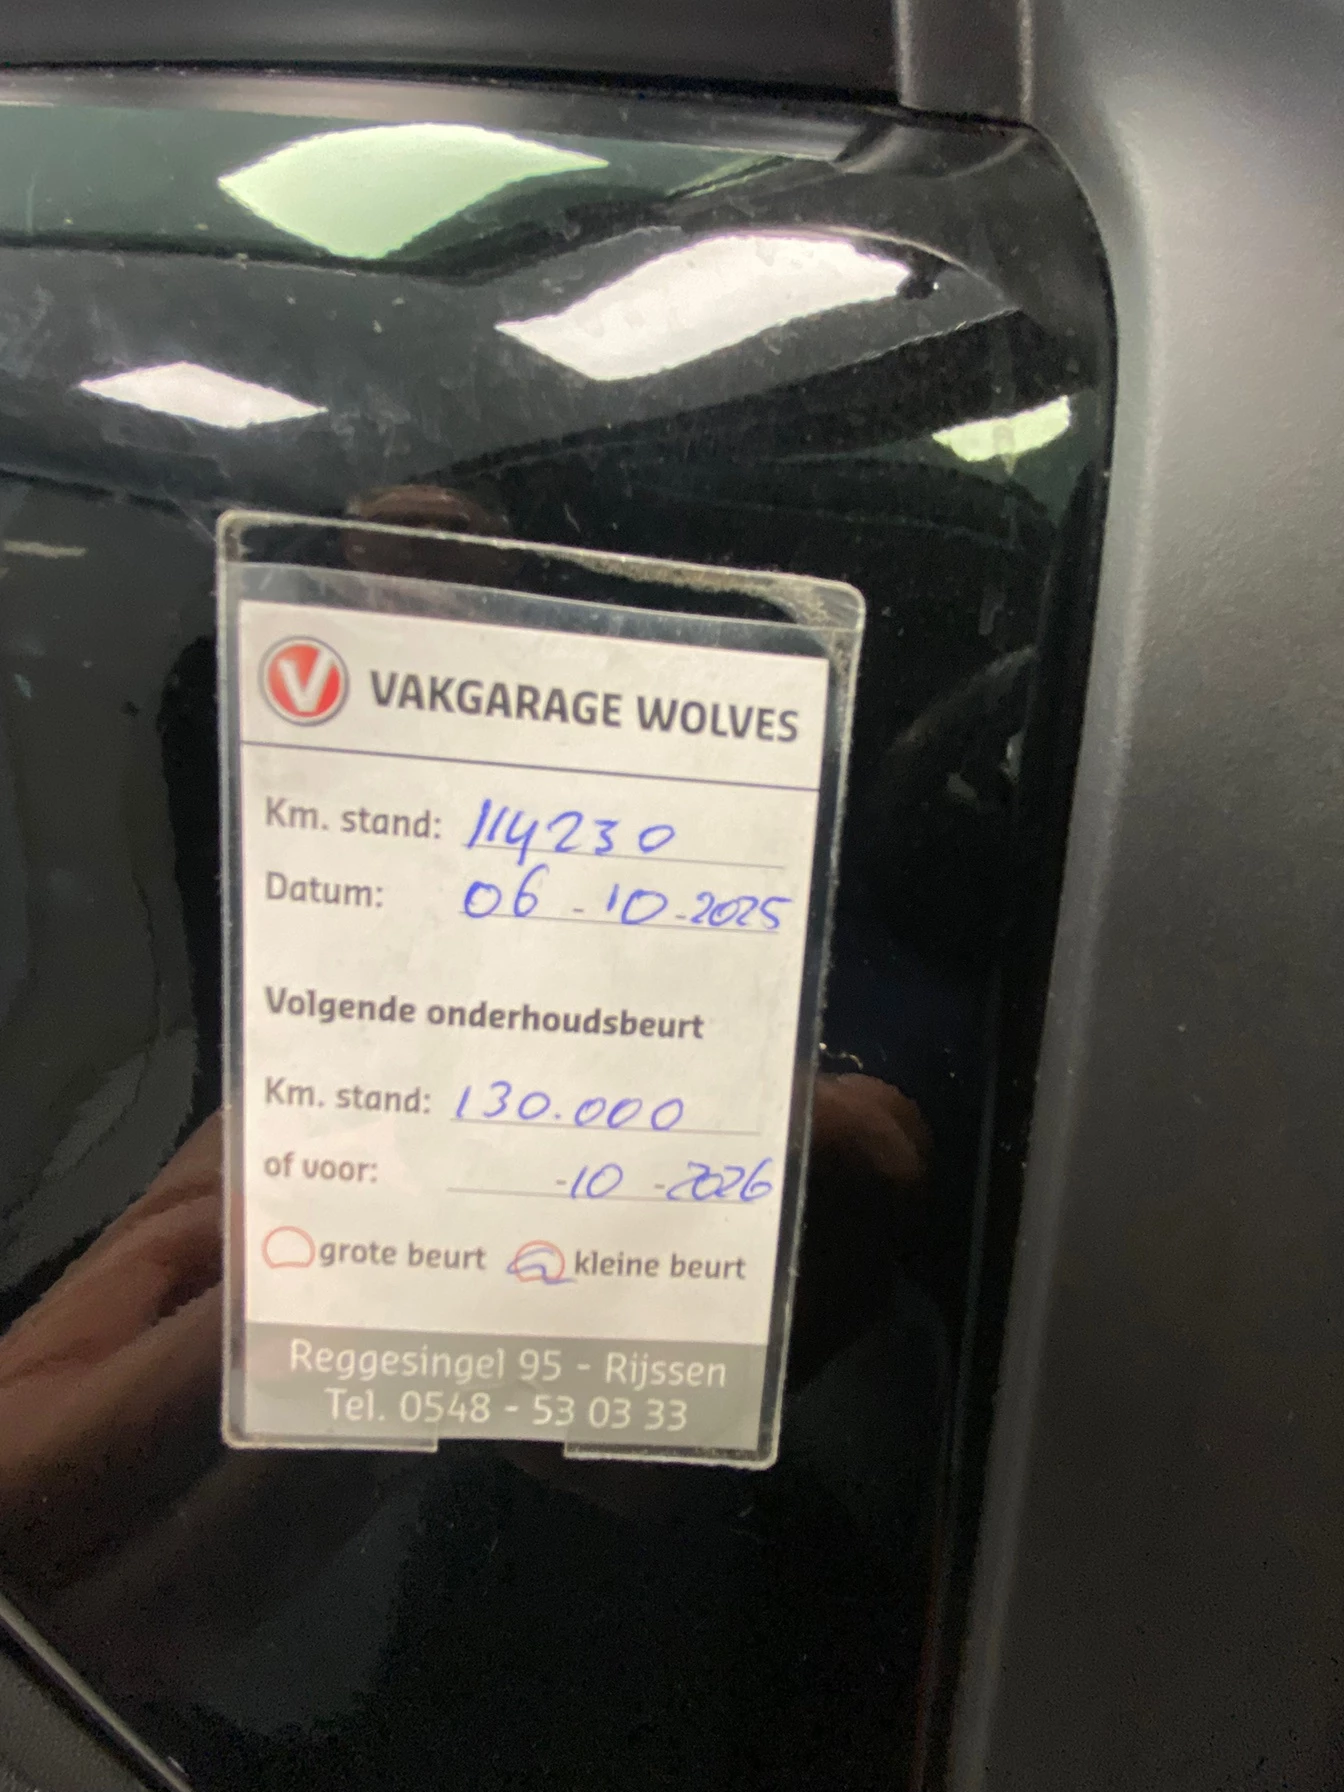 V VAKGARAGE WOLVES
Km. stand: 114230
Datum: 06-10-2025
Volgende onderhoudsbeurt
Km. stand: 130.000
of voor: -10-2026
grote beurt kleine beurt
Reggesingel 95 - Rijssen
Tel. 0548 - 53 03 33